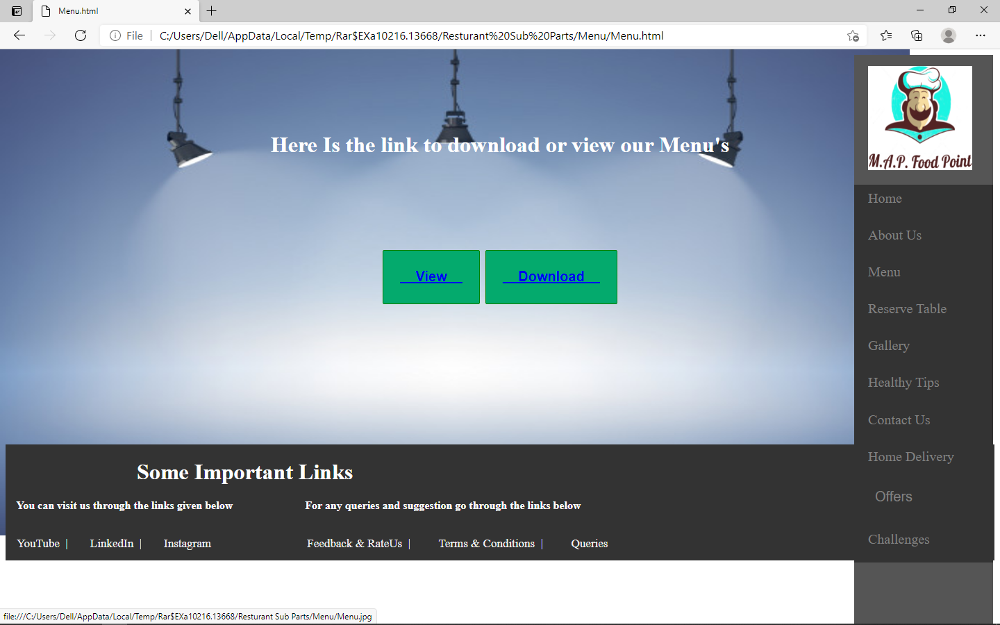 Menu.html
File
C:/Users/Dell/AppData/Local/Temp/Rar$EXa10216.13668/Resturant%20Sub%20Parts/Menu/Menu.html
Here Is the link to download or view our Menu's
View
Download
M.A.P. Food Point
Home
About Us
Menu
Reserve Table
Gallery
Healthy Tips
Contact Us
Home Delivery
Offers
Challenges
Some Important Links
You can visit us through the links given below
For any queries and suggestion go through the links below
YouTube | LinkedIn | Instagram
Feedback & RateUs | Terms & Conditions | Queries
file:///C:/Users/Dell/AppData/Local/Temp/Rar$EXa10216.13668/Resturant Sub Parts/Menu/Menu.jpg